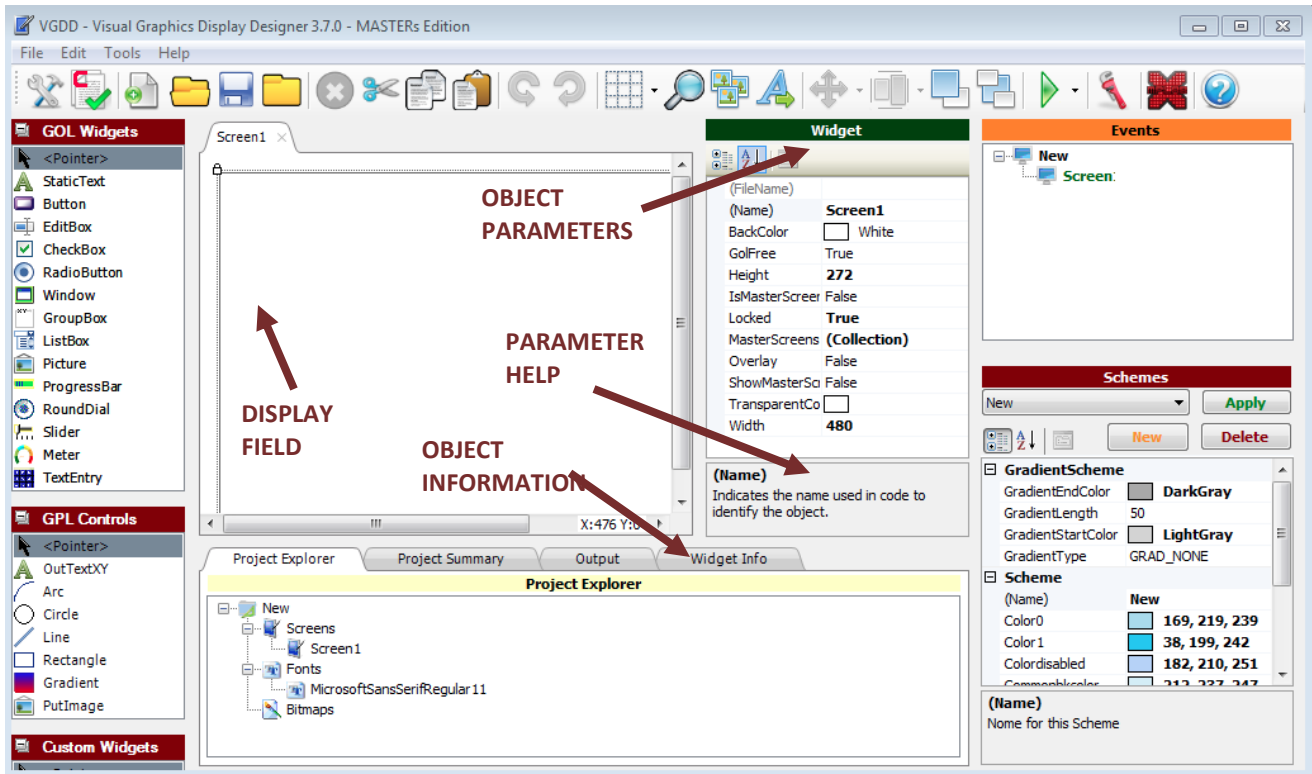 VGDD - Visual Graphics Display Designer 3.7.0 - MASTERs Edition
File Edit Tools Help
GOL Widgets
<Pointer>
StaticText
Button
EditBox
CheckBox
RadioButton
Window
GroupBox
ListBox
Picture
ProgressBar
RoundDial
Slider
Meter
TextEntry
GPL Controls
<Pointer>
OutTextXY
Arc
Circle
Line
Rectangle
Gradient
PutImage
Custom Widgets
Screen1
OBJECT
PARAMETERS
PARAMETER
HELP
DISPLAY
FIELD
OBJECT
INFORMATION
X:476 Y:0
Widget
(FileName)
(Name) Screen1
BackColor White
GolFree True
Height 272
IsMasterScreer False
Locked True
MasterScreens (Collection)
Overlay False
ShowMasterScr False
TransparentCo
Width 480
(Name)
Indicates the name used in code to
identify the object.
Project Explorer Project Summary Output Widget Info
Project Explorer
New
Screens
Screen1
Fonts
MicrosoftSansSerifRegular11
Bitmaps
Events
New
Screen
Schemes
New Apply
New Delete
GradientScheme
GradientEndColor DarkGray
GradientLength 50
GradientStartColor LightGray
GradientType GRAD_NONE
Scheme
(Name) New
Color0 169, 219, 239
Color1 38, 199, 242
Colordisabled 182, 210, 251
Commonbkcolor 212, 237, 247
(Name)
Nome for this Scheme